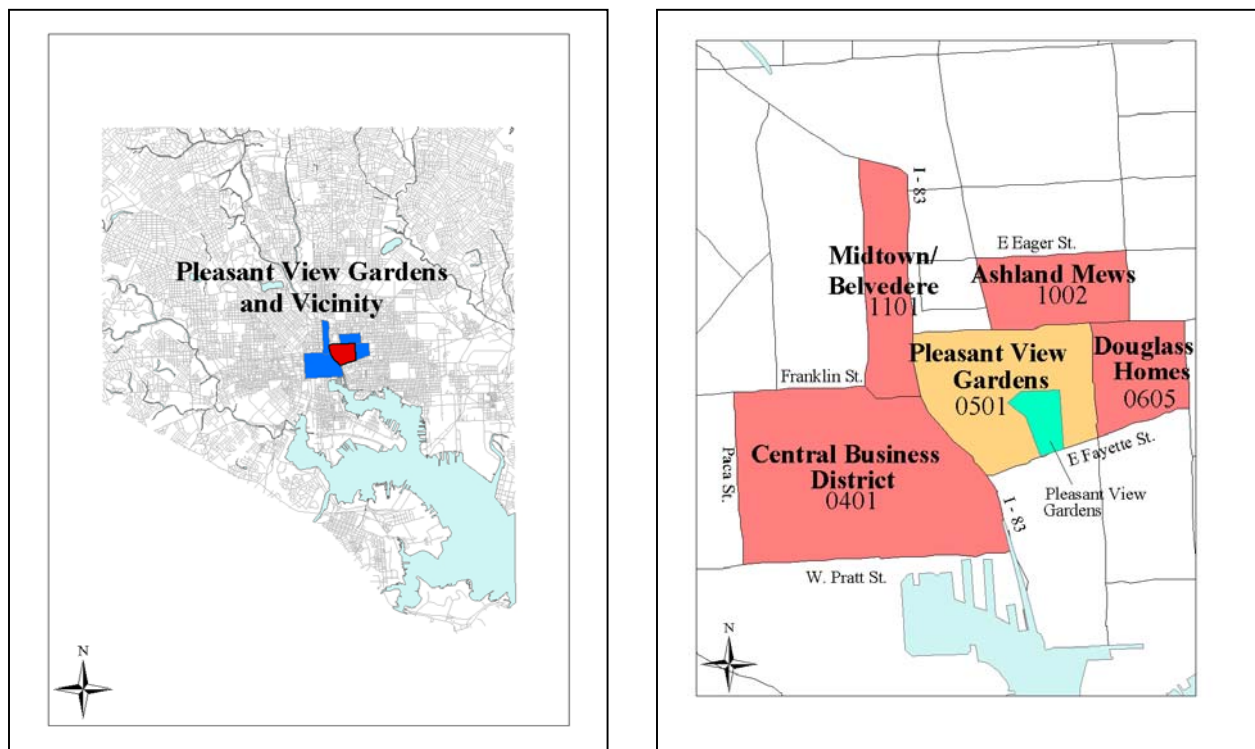 Pleasant View Gardens
and Vicinity
N
I - 83
E Eager St.
Midtown/
Belvedere
1101
Ashland Mews
1002
Pleasant View
Gardens
0501
Douglass
Homes
0605
Franklin St.
Paca St.
Central Business
District
0401
E Fayette St.
Pleasant View
Gardens
I - 83
W. Pratt St.
N